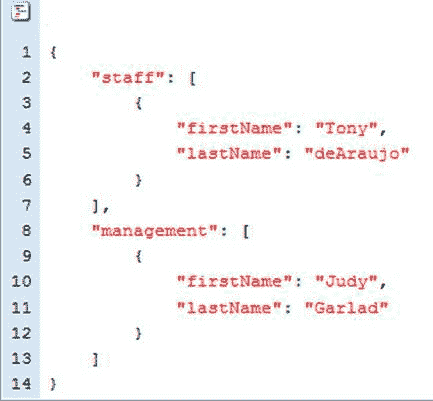 1 {
2 "staff": [
3 {
4 "firstName": "Tony",
5 "lastName": "deAraujo"
6 }
7 ],
8 "management": [
9 {
10 "firstName": "Judy",
11 "lastName": "Garlad"
12 }
13 ]
14 }